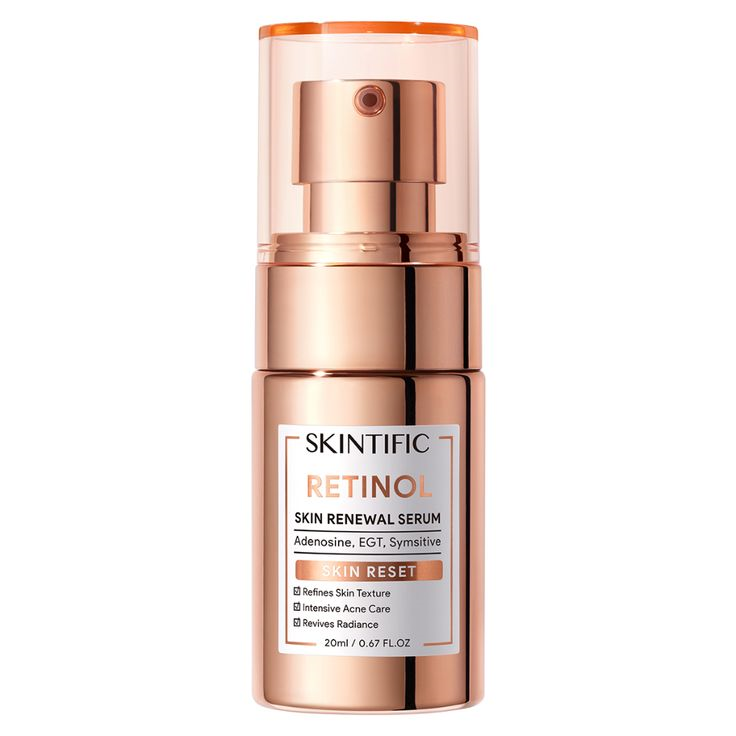 SKINTIFIC
RETINOL
SKIN RENEWAL SERUM
Adenosine, EGT, Symsitive
SKIN RESET
Refines Skin Texture
Intensive Acne Care
Revives Radiance
20ml / 0.67 FL.OZ